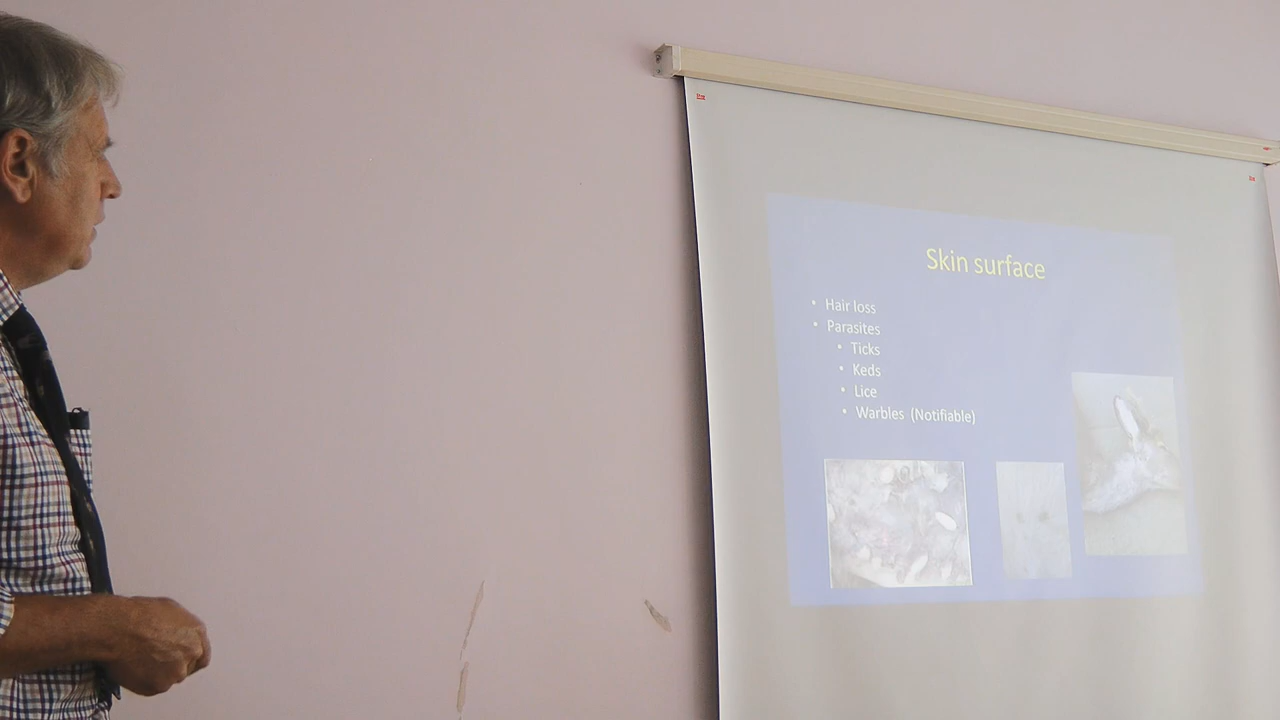 Skin surface
• Hair loss
• Parasites
• Ticks
• Keds
• Lice
• Warbles (Notifiable)